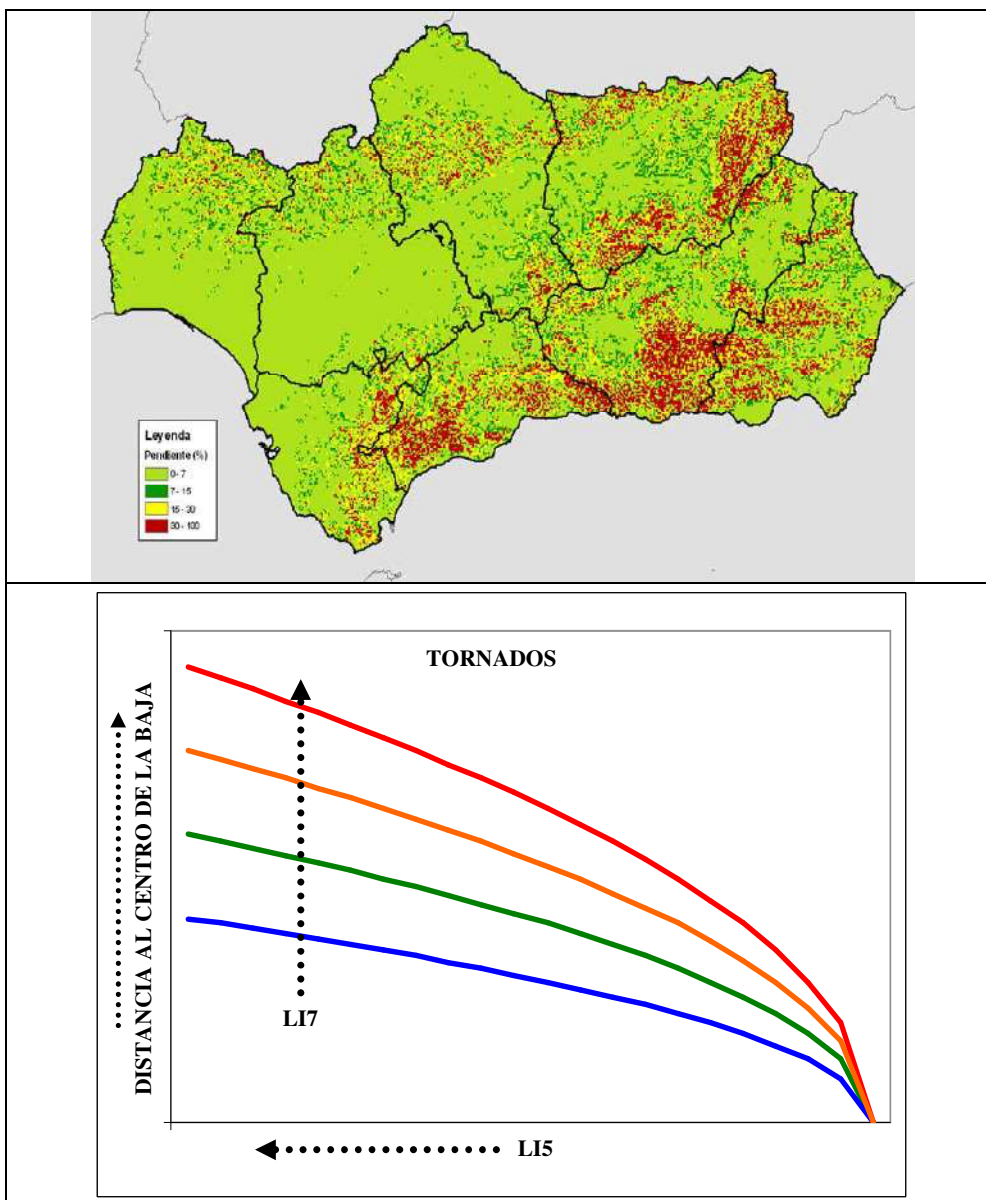 Leyenda
Pendiente (%)
0 - 7
7 - 15
15 - 30
30 - 100
TORNADOS
DISTANCIA AL CENTRO DE LA BAJA
LI7
LI5